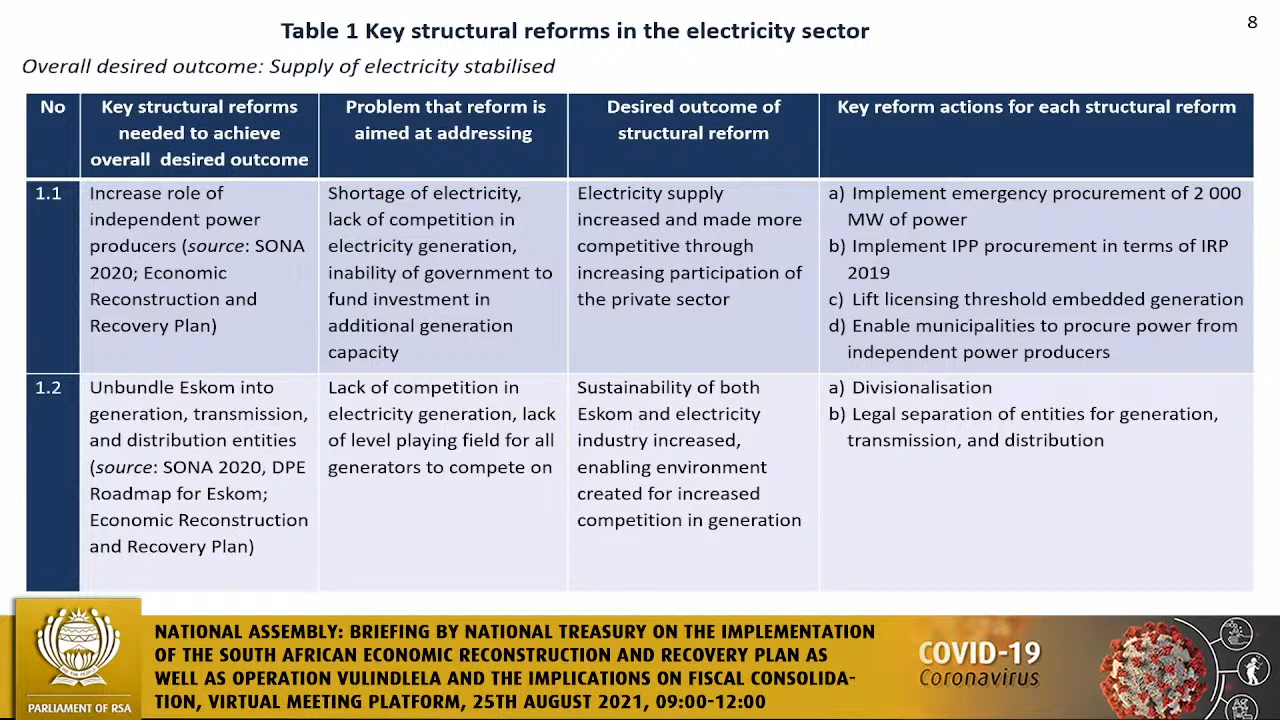 8
Table 1 Key structural reforms in the electricity sector
Overall desired outcome: Supply of electricity stabilised
No
Key structural reforms
needed to achieve
overall desired outcome
Problem that reform is
aimed at addressing
Desired outcome of
structural reform
Key reform actions for each structural reform
1.1
Increase role of
independent power
producers (source: SONA
2020; Economic
Reconstruction and
Recovery Plan)
Shortage of electricity,
lack of competition in
electricity generation,
inability of government to
fund investment in
additional generation
capacity
Electricity supply
increased and made more
competitive through
increasing participation of
the private sector
a) Implement emergency procurement of 2 000
MW of power
b) Implement IPP procurement in terms of IRP
2019
c) Lift licensing threshold embedded generation
d) Enable municipalities to procure power from
independent power producers
1.2
Unbundle Eskom into
generation, transmission,
and distribution entities
(source: SONA 2020, DPE
Roadmap for Eskom;
Economic Reconstruction
and Recovery Plan)
Lack of competition in
electricity generation, lack
of level playing field for all
generators to compete on
Sustainability of both
Eskom and electricity
industry increased,
enabling environment
created for increased
competition in generation
a) Divisionalisation
b) Legal separation of entities for generation,
transmission, and distribution
PARLIAMENT OF RSA
NATIONAL ASSEMBLY: BRIEFING BY NATIONAL TREASURY ON THE IMPLEMENTATION
OF THE SOUTH AFRICAN ECONOMIC RECONSTRUCTION AND RECOVERY PLAN AS
WELL AS OPERATION VULINDLELA AND THE IMPLICATIONS ON FISCAL CONSOLIDA-
TION, VIRTUAL MEETING PLATFORM, 25TH AUGUST 2021, 09:00-12:00
COVID-19
Coronavirus